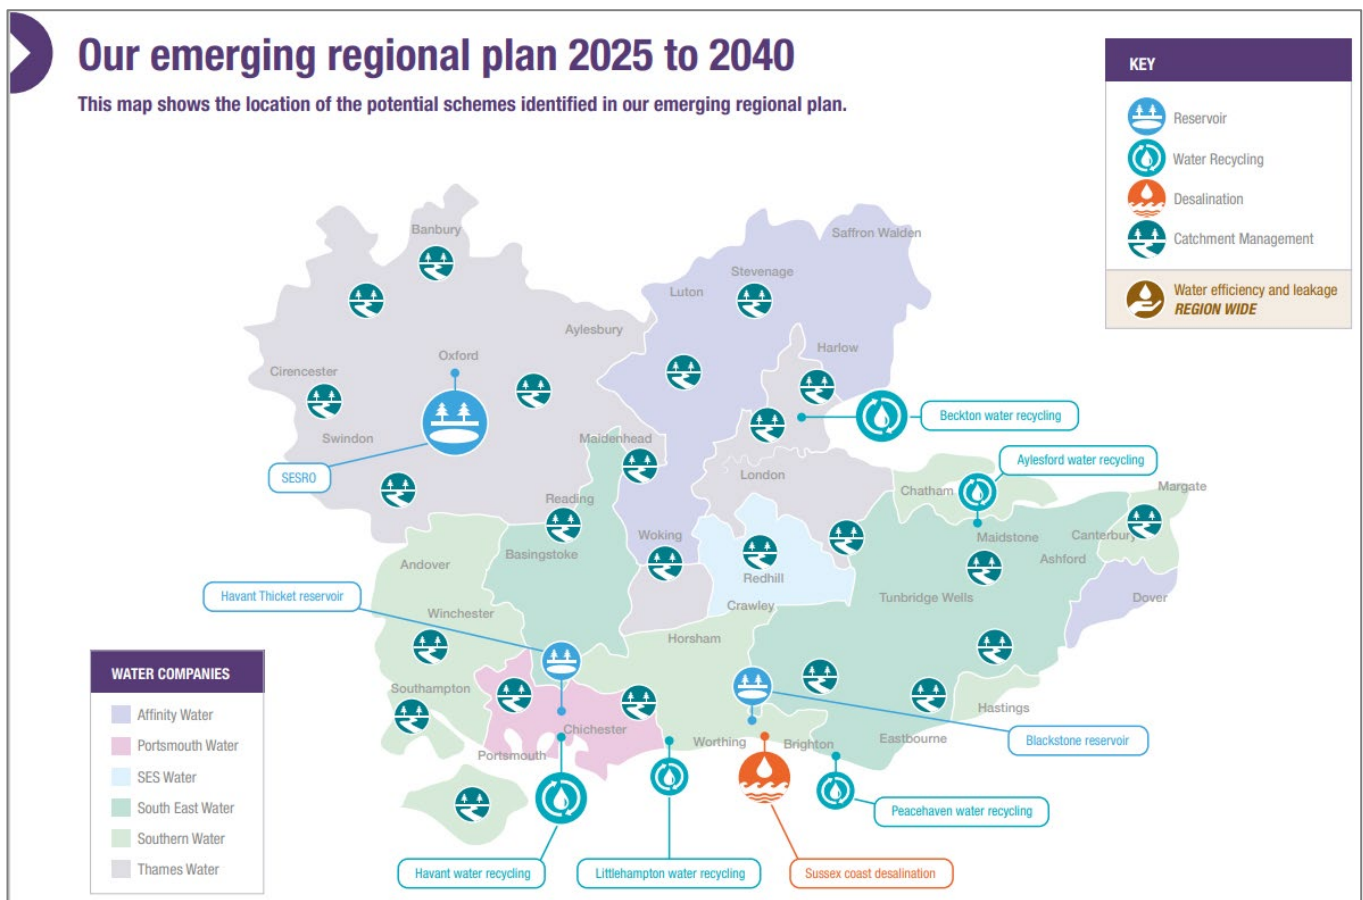 Our emerging regional plan 2025 to 2040
This map shows the location of the potential schemes identified in our emerging regional plan.
KEY
Reservoir
Water Recycling
Desalination
Catchment Management
Water efficiency and leakage
REGION WIDE
Banbury
Saffron Walden
Stevenage
Luton
Aylesbury
Harlow
Oxford
Cirencester
Beckton water recycling
Swindon
Maidenhead
Aylesford water recycling
SESRO
London
Chatham
Margate
Reading
Woking
Maidstone
Canterbury
Basingstoke
Ashford
Andover
Redhill
Havant Thicket reservoir
Tunbridge Wells
Dover
Crawley
Winchester
Horsham
WATER COMPANIES
Affinity Water
Portsmouth Water
SES Water
South East Water
Southern Water
Thames Water
Southampton
Hastings
Chichester
Worthing
Brighton
Eastbourne
Blackstone reservoir
Portsmouth
Peacehaven water recycling
Havant water recycling
Littlehampton water recycling
Sussex coast desalination